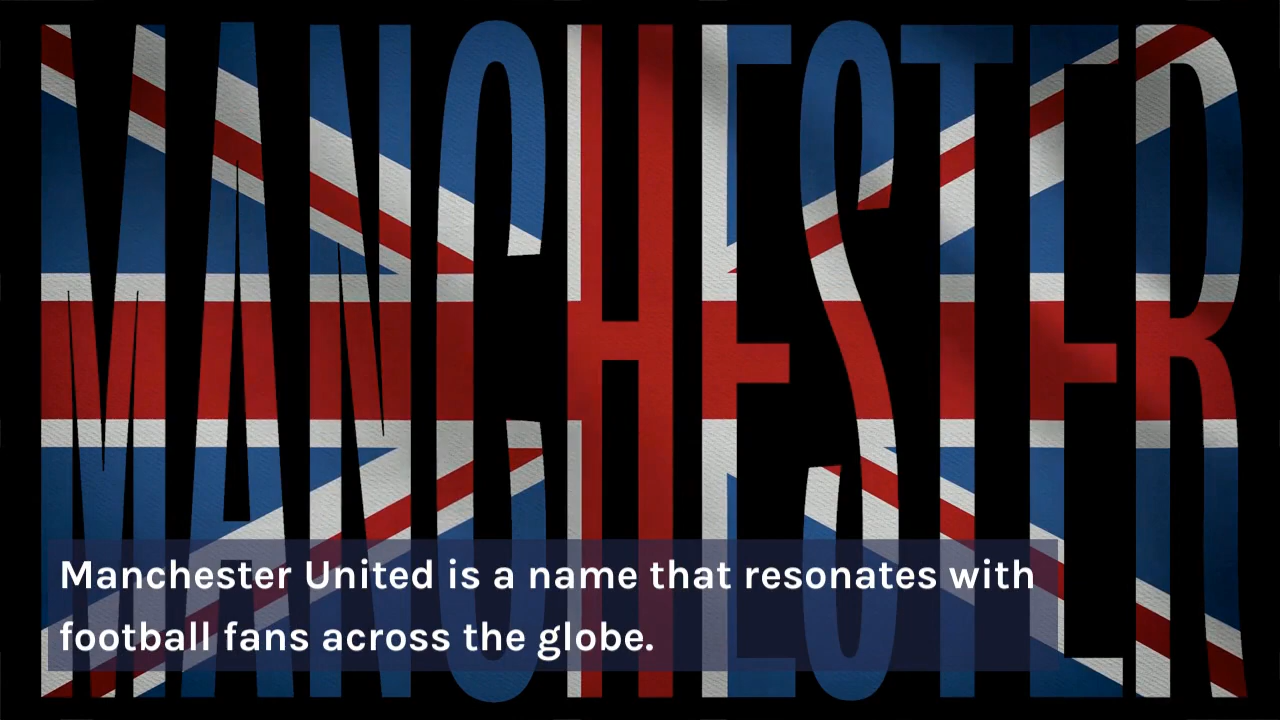 MANCHESTER
Manchester United is a name that resonates with
football fans across the globe.